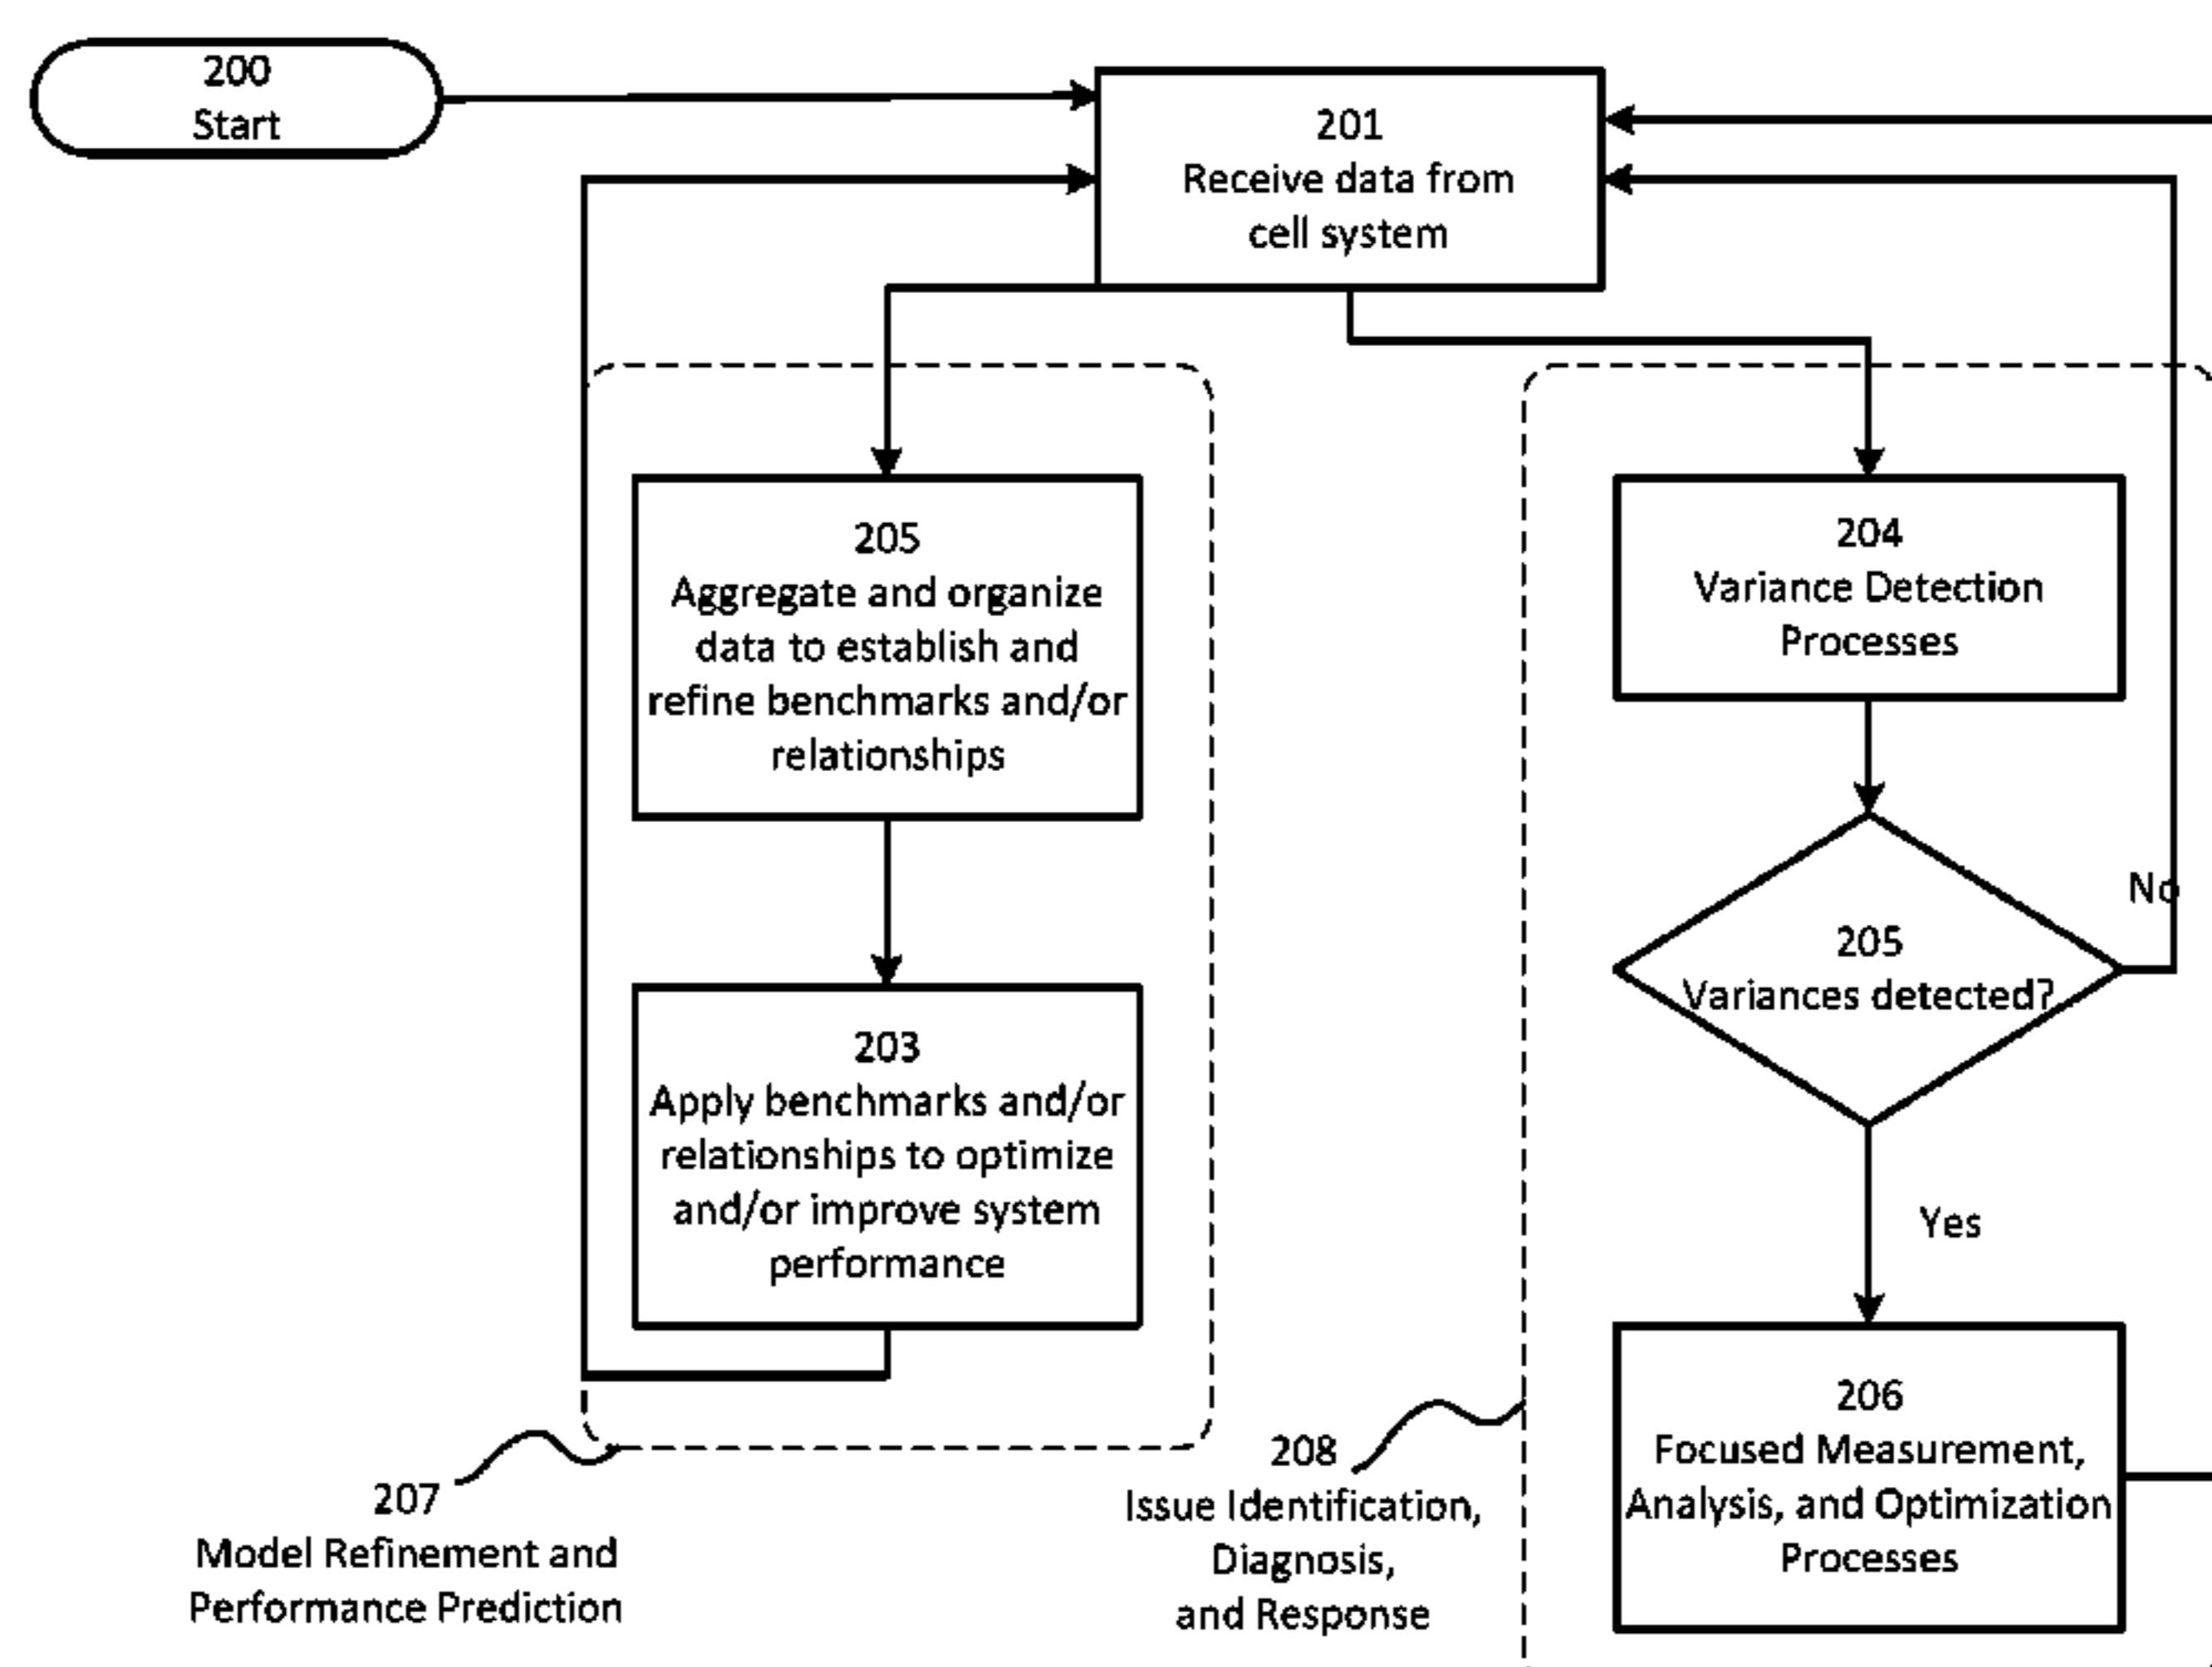 200
Start
201
Receive data from
cell system
205
Aggregate and organize
data to establish and
refine benchmarks and/or
relationships
203
Apply benchmarks and/or
relationships to optimize
and/or improve system
performance
207
Model Refinement and
Performance Prediction
204
Variance Detection
Processes
205
Variances detected?
No
Yes
206
Focused Measurement,
Analysis, and Optimization
Processes
208
Issue Identification,
Diagnosis,
and Response